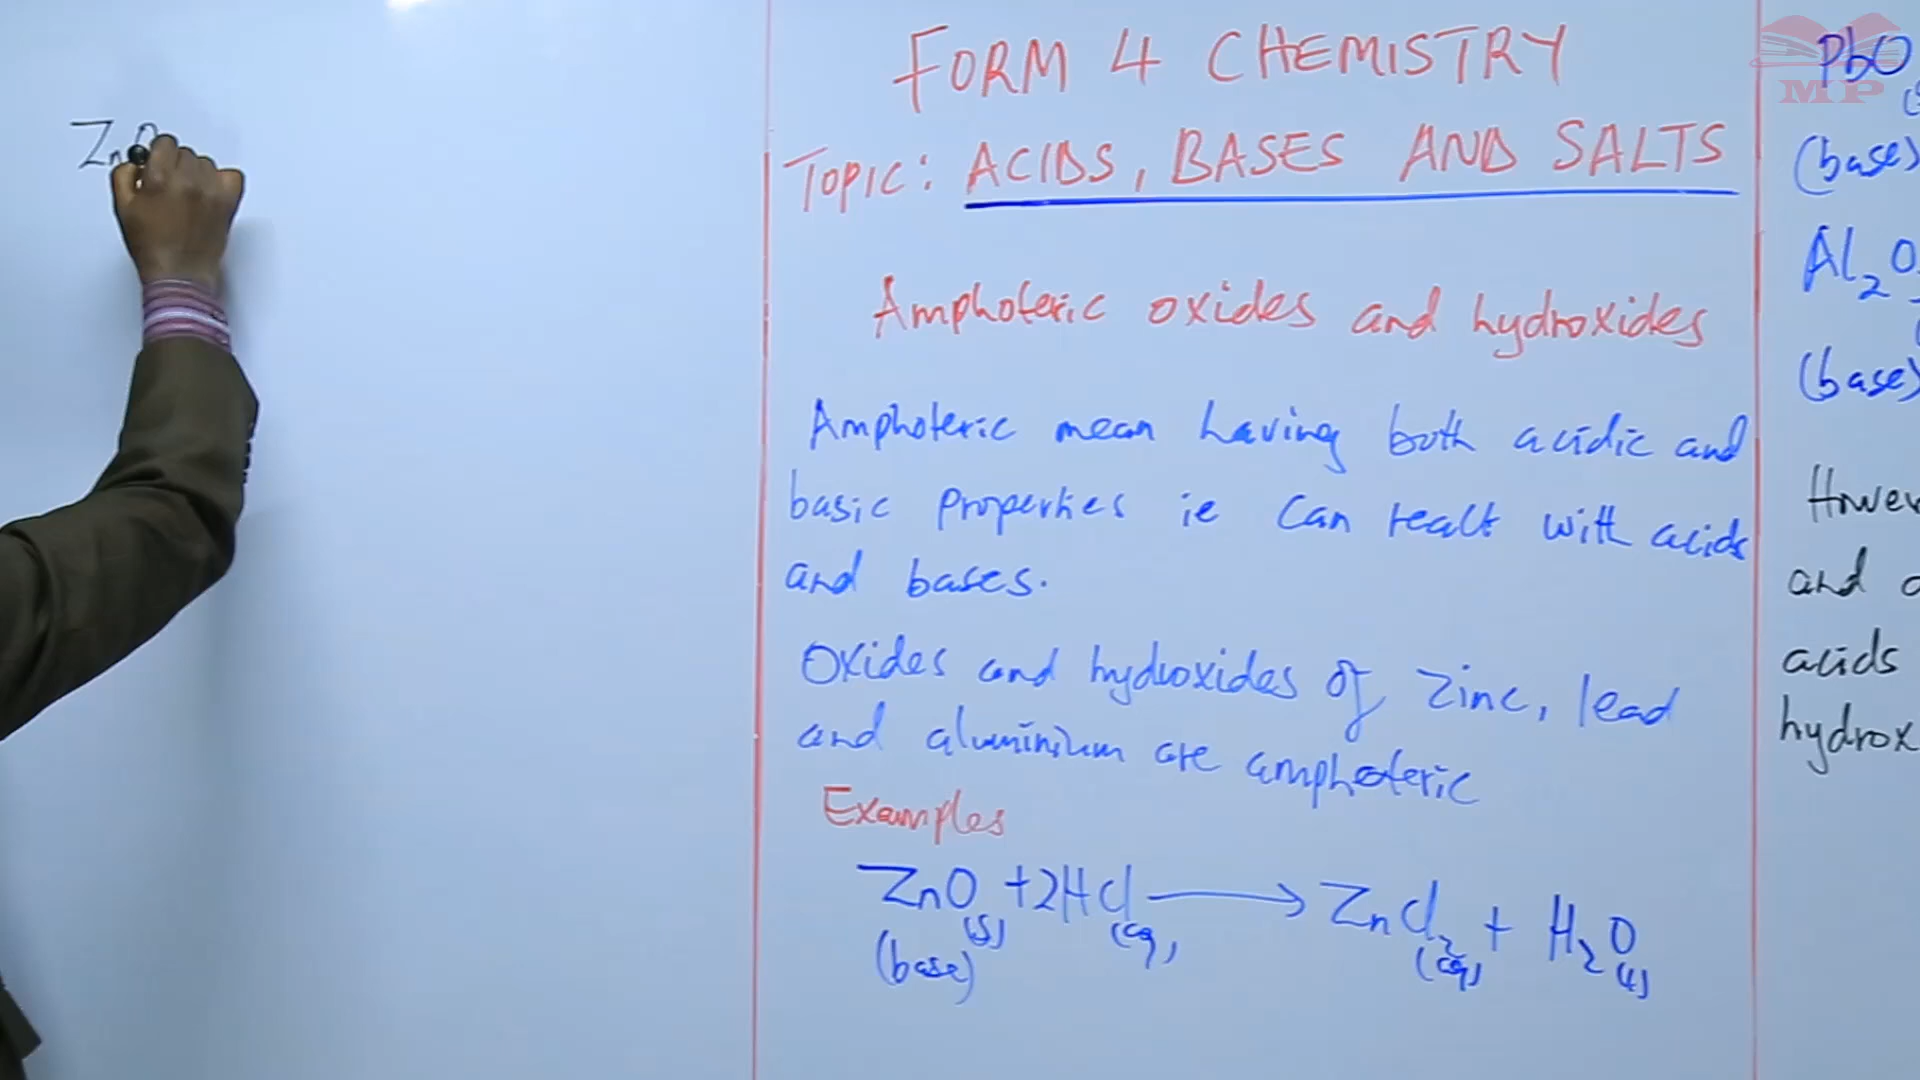 ZnO
FORM 4 CHEMISTRY
TOPIC: ACIDS, BASES AND SALTS
Amphoteric oxides and hydroxides
Amphoteric mean having both acidic and
basic properties ie can react with acids
and bases.
Oxides and hydroxides of zinc, lead
and aluminium are amphoteric
Examples
ZnO(s) + 2HCl(aq) → ZnCl₂(aq) + H₂O(l)
(base)
PbO
(base)
Al₂O
(base)
Howev
and
acids
hydrox
MP